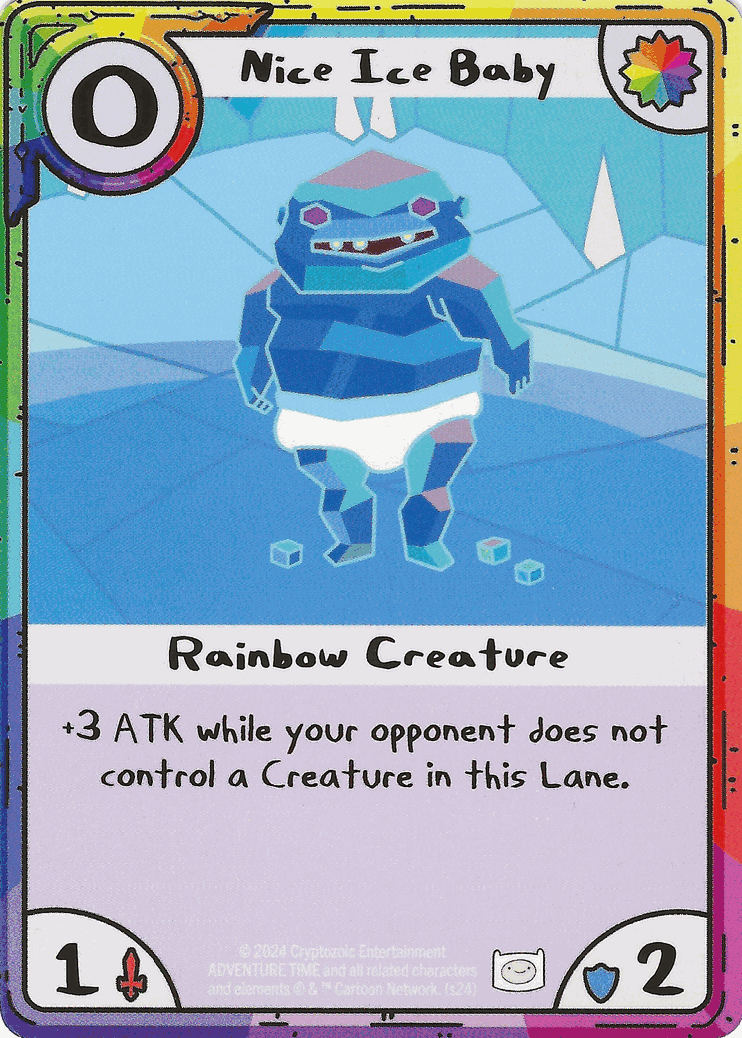 0
Nice Ice Baby
Rainbow Creature
+3 ATK while your opponent does not
control a Creature in this Lane.
© 2024 Cryptozoic Entertainment
ADVENTURE TIME and all related characters
and elements © & ™ Cartoon Network. (s24)
1
2